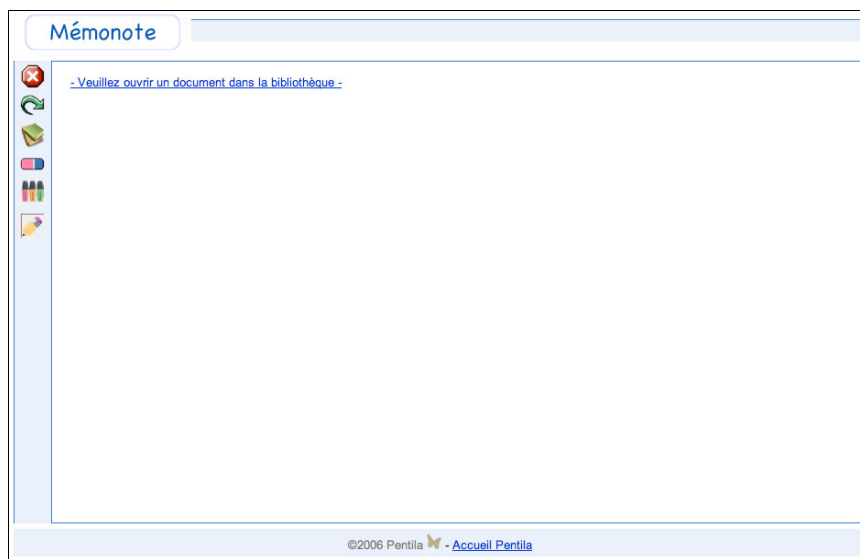 Mémonote
- Veuillez ouvrir un document dans la bibliothèque -
©2006 Pentila - Accueil Pentila